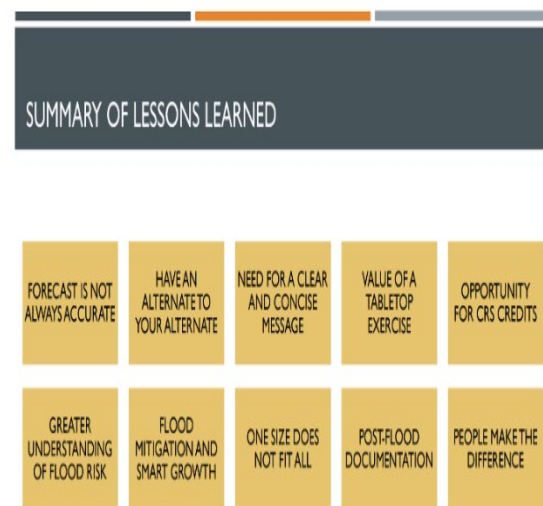 SUMMARY OF LESSONS LEARNED
FORECAST IS NOT
ALWAYS ACCURATE
HAVE AN
ALTERNATE TO
YOUR ALTERNATE
NEED FOR A CLEAR
AND CONCISE
MESSAGE
VALUE OF A
TABLETOP
EXERCISE
OPPORTUNITY
FOR CRS CREDITS
GREATER
UNDERSTANDING
OF FLOOD RISK
FLOOD
MITIGATION AND
SMART GROWTH
ONE SIZE DOES
NOT FIT ALL
POST-FLOOD
DOCUMENTATION
PEOPLE MAKE THE
DIFFERENCE